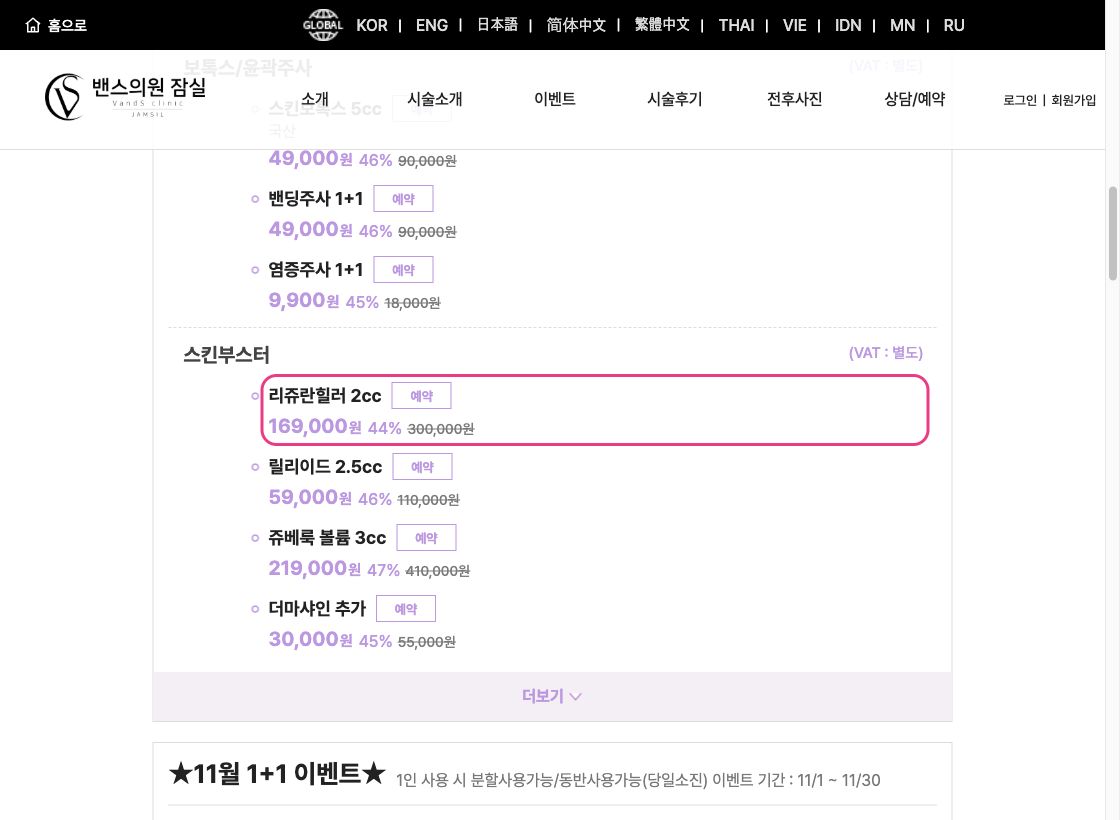 홈으로
GLOBAL KOR | ENG | 日本語 | 简体中文 | 繁體中文 | THAI | VIE | IDN | MN | RU
밴스의원 잠실
VandS clinic
JAMSIL
소개 시술소개 이벤트 시술후기 전후사진 상담/예약 로그인 | 회원가입
보톡스/윤곽주사 (VAT : 별도)
스킨보톡스 5cc 예약
국산
49,000원 46% 90,000원
밴딩주사 1+1 예약
49,000원 46% 90,000원
염증주사 1+1 예약
9,900원 45% 18,000원
스킨부스터 (VAT : 별도)
리쥬란힐러 2cc 예약
169,000원 44% 300,000원
릴리이드 2.5cc 예약
59,000원 46% 110,000원
쥬베룩 볼륨 3cc 예약
219,000원 47% 410,000원
더마샤인 추가 예약
30,000원 45% 55,000원
더보기
★11월 1+1 이벤트★ 1인 사용 시 분할사용가능/동반사용가능(당일소진) 이벤트 기간 : 11/1 ~ 11/30